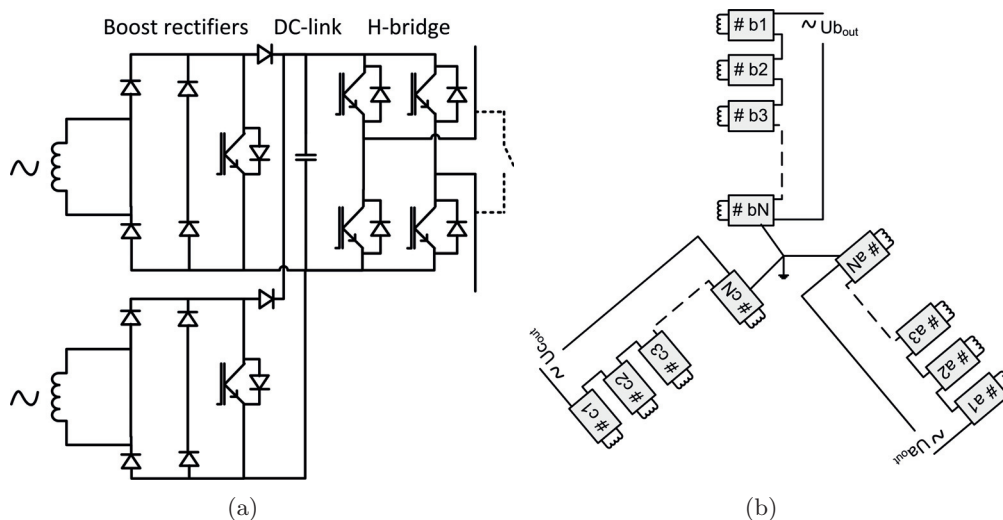 Boost rectifiers DC-link H-bridge
~
~
(a)
# b1
~ Ub_out
# b2
# b3
# bN
# aN
# a3
# a2
# a1
~ Ua_out
# cN
# c3
# c2
# c1
~ Uc_out
(b)